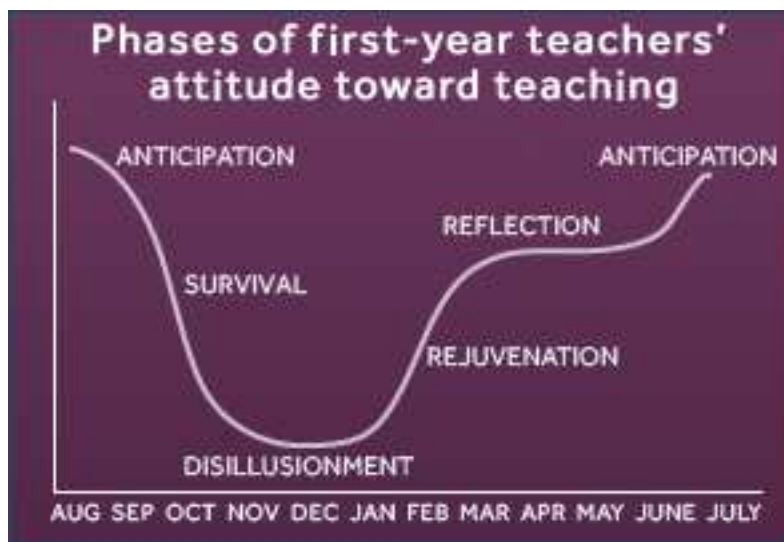 Phases of first-year teachers'
attitude toward teaching
ANTICIPATION
ANTICIPATION
REFLECTION
SURVIVAL
REJUVENATION
DISILLUSIONMENT
AUG SEP OCT NOV DEC JAN FEB MAR APR MAY JUNE JULY